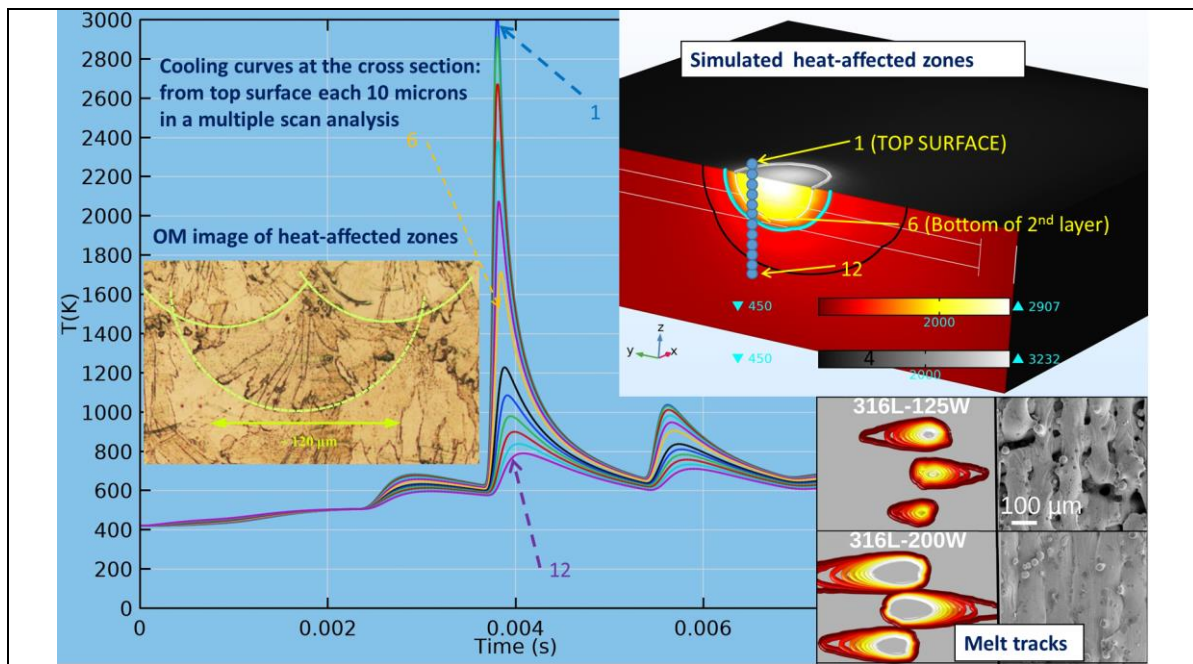 3000
2800
2600
2400
2200
2000
1800
1600
1400
1200
1000
800
600
400
200
0
T(K)
0
0.002
0.004
0.006
Time (s)
Cooling curves at the cross section:
from top surface each 10 microns
in a multiple scan analysis
1
6
12
OM image of heat-affected zones
~ 120 µm
Simulated heat-affected zones
1 (TOP SURFACE)
6 (Bottom of 2nd layer)
12
▼ 450
2000
▲ 2907
▼ 450
4
2000
▲ 3232
z
y
x
316L-125W
100 µm
316L-200W
Melt tracks